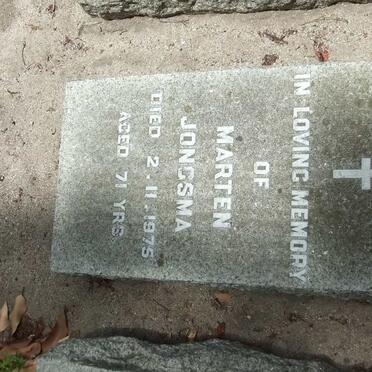 IN LOVING MEMORY
OF
MARTEN
JONGSMA
DIED 2.11.1975
AGED 71 YRS